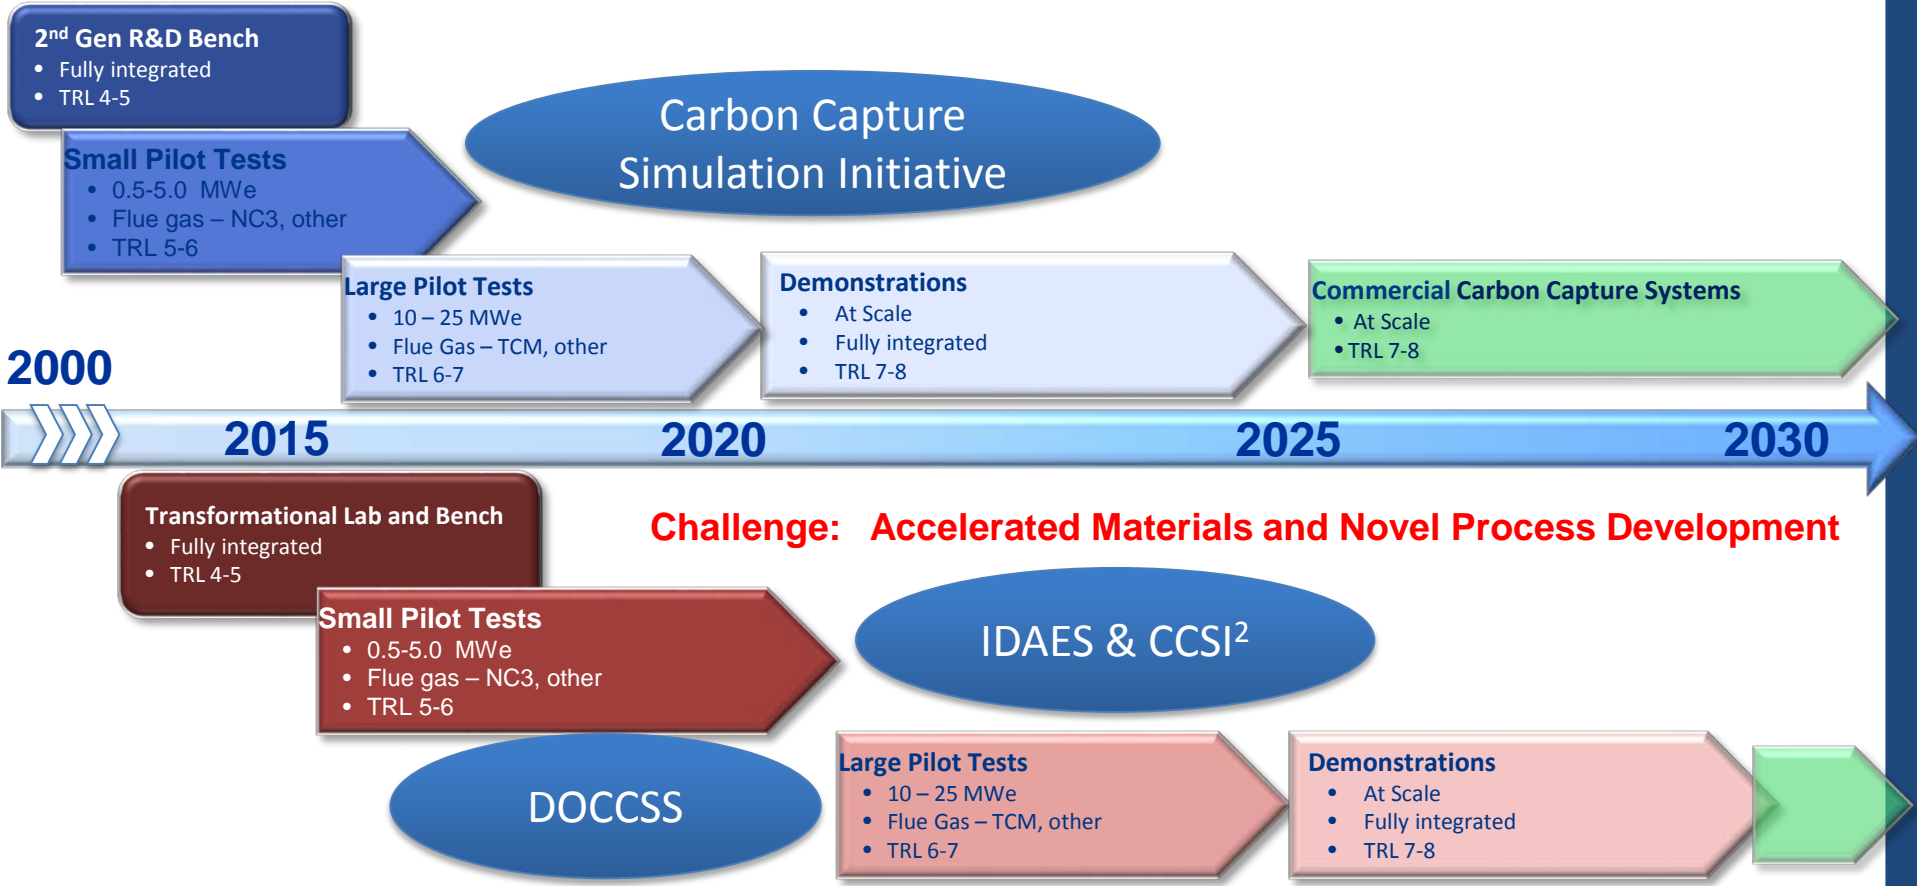 2nd Gen R&D Bench
• Fully integrated
• TRL 4-5
Small Pilot Tests
• 0.5-5.0 MWe
• Flue gas – NC3, other
• TRL 5-6
Carbon Capture
Simulation Initiative
Large Pilot Tests
• 10 – 25 MWe
• Flue Gas – TCM, other
• TRL 6-7
Demonstrations
• At Scale
• Fully integrated
• TRL 7-8
Commercial Carbon Capture Systems
• At Scale
• TRL 7-8
2000
2015 2020 2025 2030
Transformational Lab and Bench
• Fully integrated
• TRL 4-5
Challenge: Accelerated Materials and Novel Process Development
Small Pilot Tests
• 0.5-5.0 MWe
• Flue gas – NC3, other
• TRL 5-6
IDAES & CCSI²
DOCCSS
Large Pilot Tests
• 10 – 25 MWe
• Flue Gas – TCM, other
• TRL 6-7
Demonstrations
• At Scale
• Fully integrated
• TRL 7-8